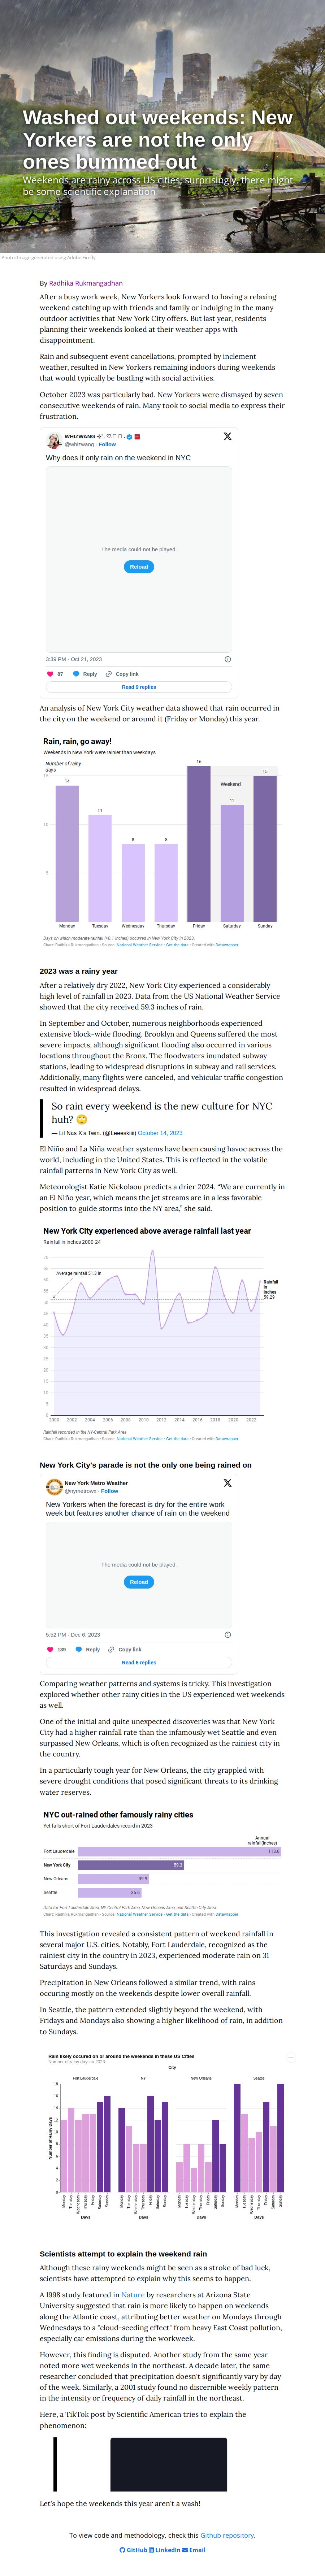 Washed out weekends: New
Yorkers are not the only
ones bummed out
Weekends are rainy across US cities; surprisingly, there might
be some scientific explanation
Photo: Image generated using Adobe Firefly
By Radhika Rukmangadhan
After a busy work week, New Yorkers look forward to having a relaxing
weekend catching up with friends and family or indulging in the many
outdoor activities that New York City offers. But last year, residents
planning their weekends looked at their weather apps with
disappointment.
Rain and subsequent event cancellations, prompted by inclement
weather, resulted in New Yorkers remaining indoors during weekends
that would typically be bustling with social activities.
October 2023 was particularly bad. New Yorkers were dismayed by seven
consecutive weekends of rain. Many took to social media to express their
frustration.
WHIZWANG
@whizwang · Follow
Why does it only rain on the weekend in NYC
The media could not be played.
Reload
3:39 PM · Oct 21, 2023
87 Reply Copy link
Read 9 replies
An analysis of New York City weather data showed that rain occurred in
the city on the weekend or around it (Friday or Monday) this year.
Rain, rain, go away!
Weekends in New York were rainier than weekdays
Number of rainy
days
15
10
5
14
11
8
8
16
12
15
Weekend
Monday Tuesday Wednesday Thursday Friday Saturday Sunday
Days on which moderate rainfall (>0.1 inches) occurred in New York City in 2023.
Chart: Radhika Rukmangadhan • Source: National Weather Service • Get the data • Created with Datawrapper
2023 was a rainy year
After a relatively dry 2022, New York City experienced a considerably
high level of rainfall in 2023. Data from the US National Weather Service
showed that the city received 59.3 inches of rain.
In September and October, numerous neighborhoods experienced
extensive block-wide flooding. Brooklyn and Queens suffered the most
severe impacts, although significant flooding also occurred in various
locations throughout the Bronx. The floodwaters inundated subway
stations, leading to widespread disruptions in subway and rail services.
Additionally, many flights were canceled, and vehicular traffic congestion
resulted in widespread delays.
So rain every weekend is the new culture for NYC
huh? 🙄
— Lil Nas X's Twin. (@Leeeskiiii) October 14, 2023
El Niño and La Niña weather systems have been causing havoc across the
world, including in the United States. This is reflected in the volatile
rainfall patterns in New York City as well.
Meteorologist Katie Nickolaou predicts a drier 2024. “We are currently in
an El Niño year, which means the jet streams are in a less favorable
position to guide storms into the NY area,” she said.
New York City experienced above average rainfall last year
Rainfall in inches 2000-24
70
65
60
55
50
45
40
35
30
25
20
15
10
5
0
Average rainfall 51.3 in
Rainfall
in
inches
59.29
2000 2002 2004 2006 2008 2010 2012 2014 2016 2018 2020 2022
Rainfall recorded in the NY-Central Park Area
Chart: Radhika Rukmangadhan • Source: National Weather Service • Get the data • Created with Datawrapper
New York City's parade is not the only one being rained on
New York Metro Weather
@nymetrowx · Follow
New Yorkers when the forecast is dry for the entire work
week but features another chance of rain on the weekend
The media could not be played.
Reload
5:52 PM · Dec 6, 2023
139 Reply Copy link
Read 6 replies
Comparing weather patterns and systems is tricky. This investigation
explored whether other rainy cities in the US experienced wet weekends
as well.
One of the initial and quite unexpected discoveries was that New York
City had a higher rainfall rate than the infamously wet Seattle and even
surpassed New Orleans, which is often recognized as the rainiest city in
the country.
In a particularly tough year for New Orleans, the city grappled with
severe drought conditions that posed significant threats to its drinking
water reserves.
NYC out-rained other famously rainy cities
Yet falls short of Fort Lauderdale's record in 2023
Annual
rainfall(inches)
Fort Lauderdale 113.6
New York City 59.3
New Orleans 39.9
Seattle 35.6
Data for Fort Lauderdale Area, NY-Central Park Area, New Orleans Area, and Seattle City Area
Chart: Radhika Rukmangadhan • Source: National Weather Service • Get the data • Created with Datawrapper
This investigation revealed a consistent pattern of weekend rainfall in
several major U.S. cities. Notably, Fort Lauderdale, recognized as the
rainiest city in the country in 2023, experienced moderate rain on 31
Saturdays and Sundays.
Precipitation in New Orleans followed a similar trend, with rains
occuring mostly on the weekends despite lower overall rainfall.
In Seattle, the pattern extended slightly beyond the weekend, with
Fridays and Mondays also showing a higher likelihood of rain, in addition
to Sundays.
Rain likely occured on or around the weekends in these US Cities
Number of rainy days in 2023
City
Fort Lauderdale NY New Orleans Seattle
Number of Rainy Days
18
16
14
12
10
8
6
4
2
0
Monday Tuesday Wednesday Thursday Friday Saturday Sunday
Monday Tuesday Wednesday Thursday Friday Saturday Sunday
Monday Tuesday Wednesday Thursday Friday Saturday Sunday
Monday Tuesday Wednesday Thursday Friday Saturday Sunday
Days Days Days Days
Scientists attempt to explain the weekend rain
Although these rainy weekends might be seen as a stroke of bad luck,
scientists have attempted to explain why this seems to happen.
A 1998 study featured in Nature by researchers at Arizona State
University suggested that rain is more likely to happen on weekends
along the Atlantic coast, attributing better weather on Mondays through
Wednesdays to a "cloud-seeding effect" from heavy East Coast pollution,
especially car emissions during the workweek.
However, this finding is disputed. Another study from the same year
noted more wet weekends in the northeast. A decade later, the same
researcher concluded that precipitation doesn't significantly vary by day
of the week. Similarly, a 2001 study found no discernible weekly pattern
in the intensity or frequency of daily rainfall in the northeast.
Here, a TikTok post by Scientific American tries to explain the
phenomenon:
Let's hope the weekends this year aren't a wash!
To view code and methodology, check this Github repository.
GitHub LinkedIn Email